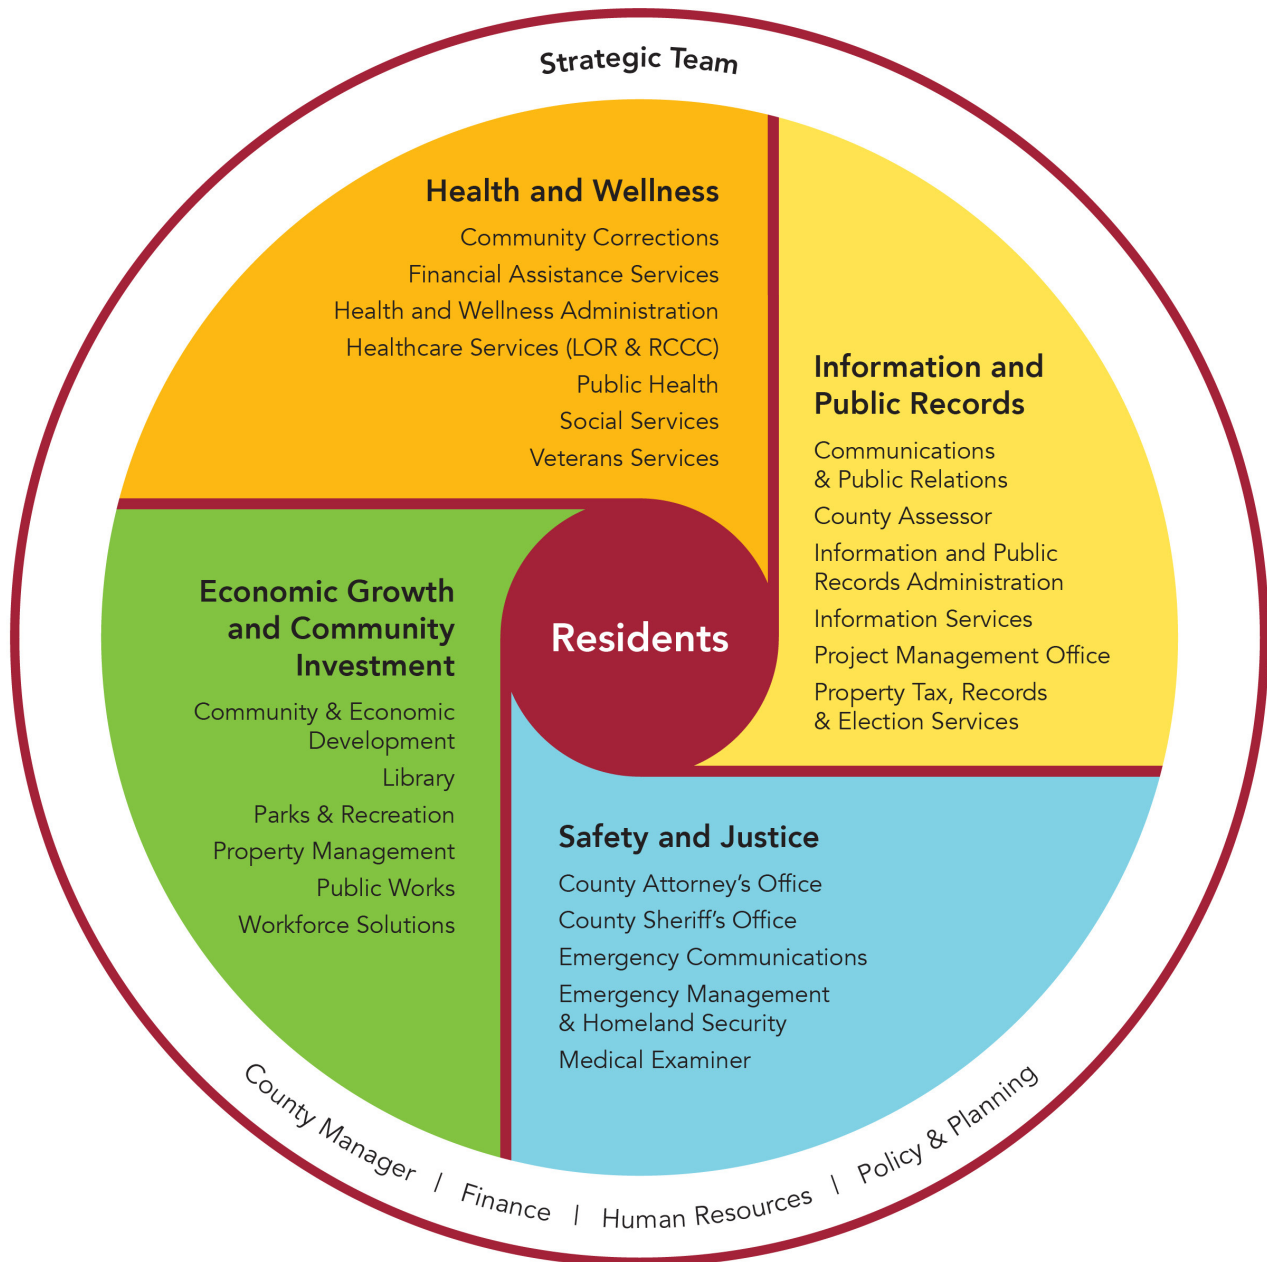 Strategic Team
Health and Wellness
Community Corrections
Financial Assistance Services
Health and Wellness Administration
Healthcare Services (LOR & RCCC)
Public Health
Social Services
Veterans Services
Information and
Public Records
Communications
& Public Relations
County Assessor
Information and Public
Records Administration
Information Services
Project Management Office
Property Tax, Records
& Election Services
Residents
Economic Growth
and Community
Investment
Community & Economic
Development
Library
Parks & Recreation
Property Management
Public Works
Workforce Solutions
Safety and Justice
County Attorney’s Office
County Sheriff’s Office
Emergency Communications
Emergency Management
& Homeland Security
Medical Examiner
County Manager | Finance | Human Resources | Policy & Planning